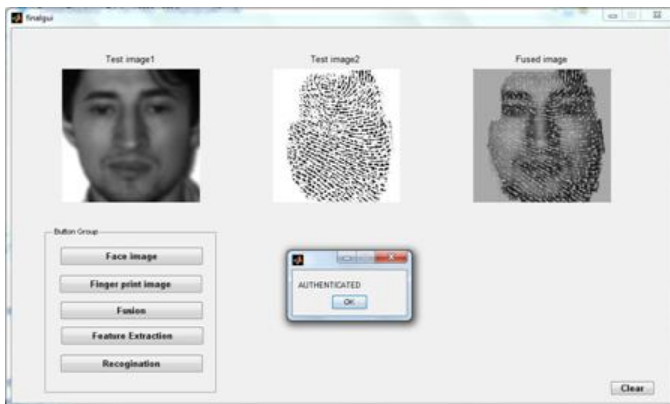 finalgui
Test image1
Test image2
Fused image
Button Group
Face image
Finger print image
Fusion
Feature Extraction
Recogination
AUTHENTICATED
OK
Clear